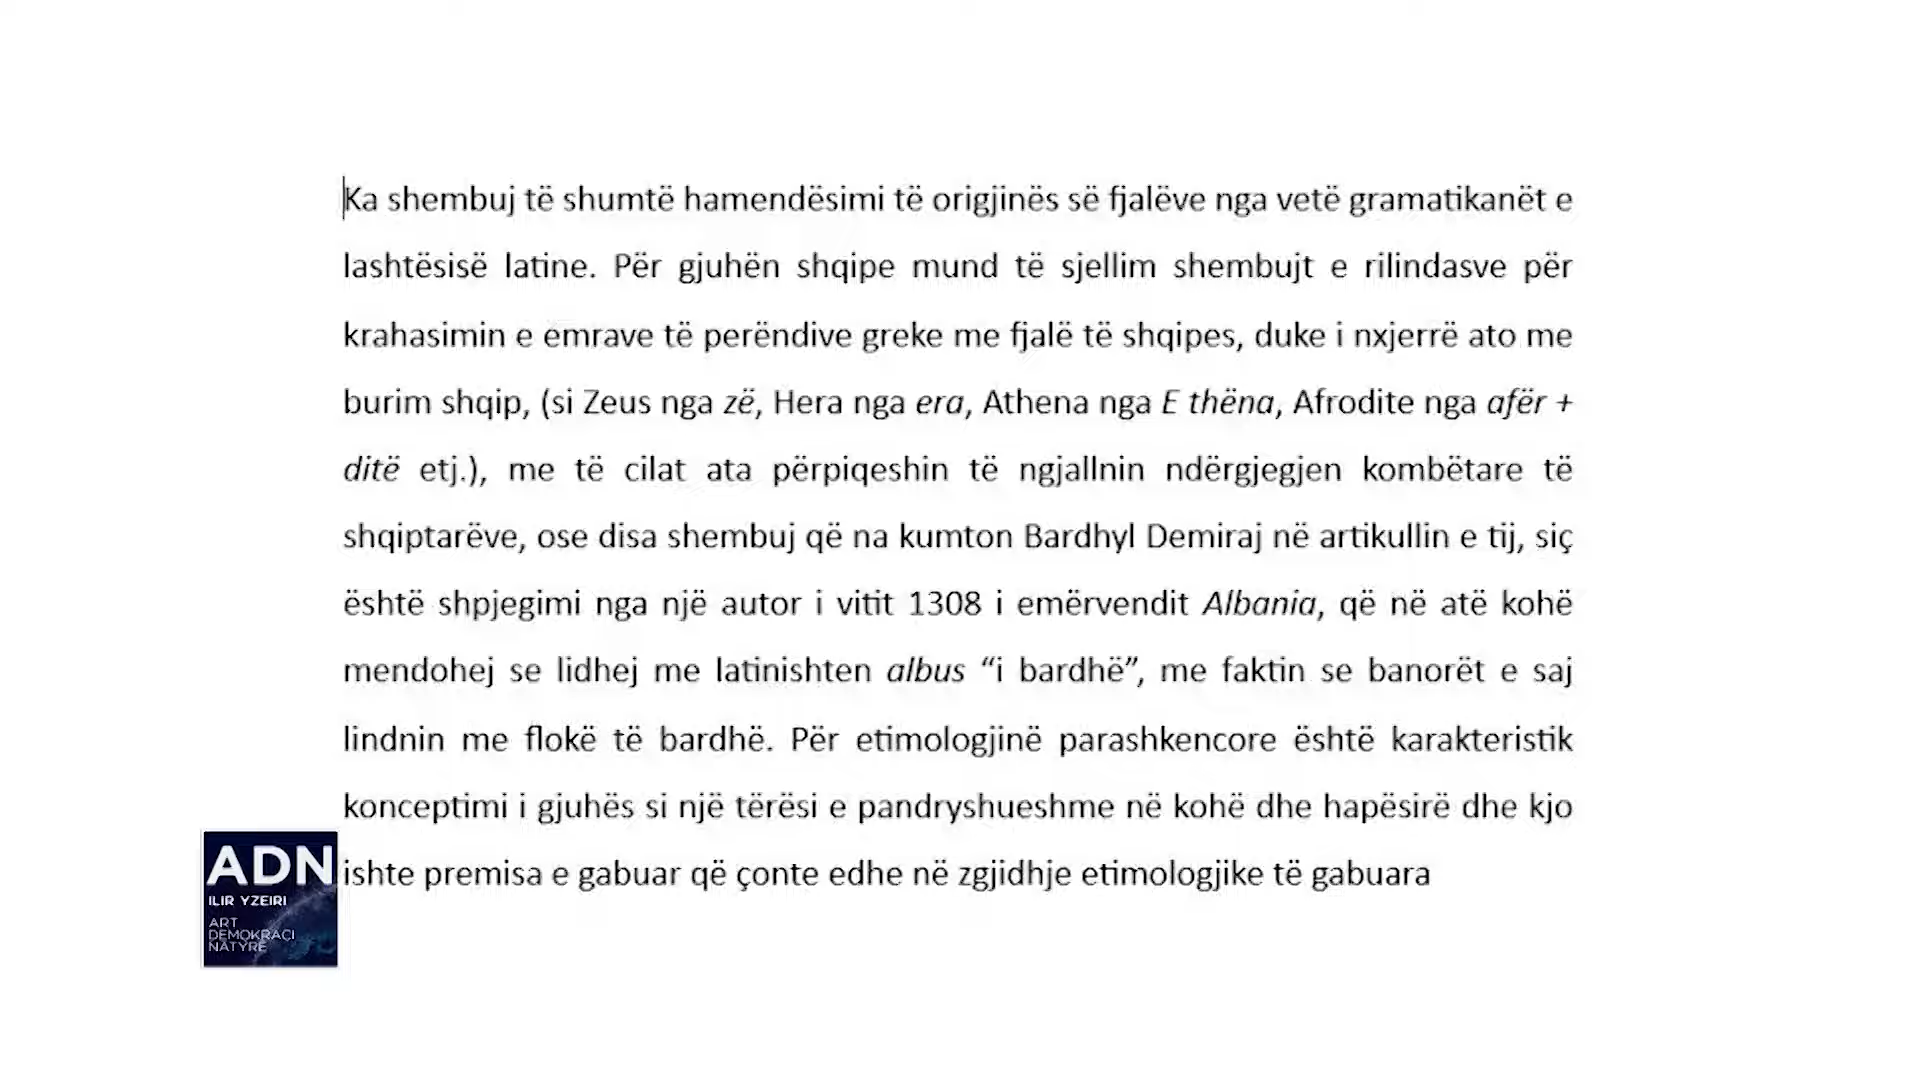 Ka shembuj të shumtë hamendësimi të origjinës së fjalëve nga vetë gramatikanët e
lashtësisë latine. Për gjuhën shqipe mund të sjellim shembujt e rilindasve për
krahasimin e emrave të perëndive greke me fjalë të shqipes, duke i nxjerrë ato me
burim shqip, (si Zeus nga zë, Hera nga era, Athena nga E thëna, Afrodite nga afër +
ditë etj.), me të cilat ata përpiqeshin të ngjallnin ndërgjegjen kombëtare të
shqiptarëve, ose disa shembuj që na kumton Bardhyl Demiraj në artikullin e tij, siç
është shpjegimi nga një autor i vitit 1308 i emërvendit Albania, që në atë kohë
mendohej se lidhej me latinishten albus “i bardhë”, me faktin se banorët e saj
lindnin me flokë të bardhë. Për etimologjinë parashkencore është karakteristik
konceptimi i gjuhës si një tërësi e pandryshueshme në kohë dhe hapësirë dhe kjo
ishte premisa e gabuar që çonte edhe në zgjidhje etimologjike të gabuara
ADN
ILIR YZEIRI
ART
DEMOKRACI
NATYRË